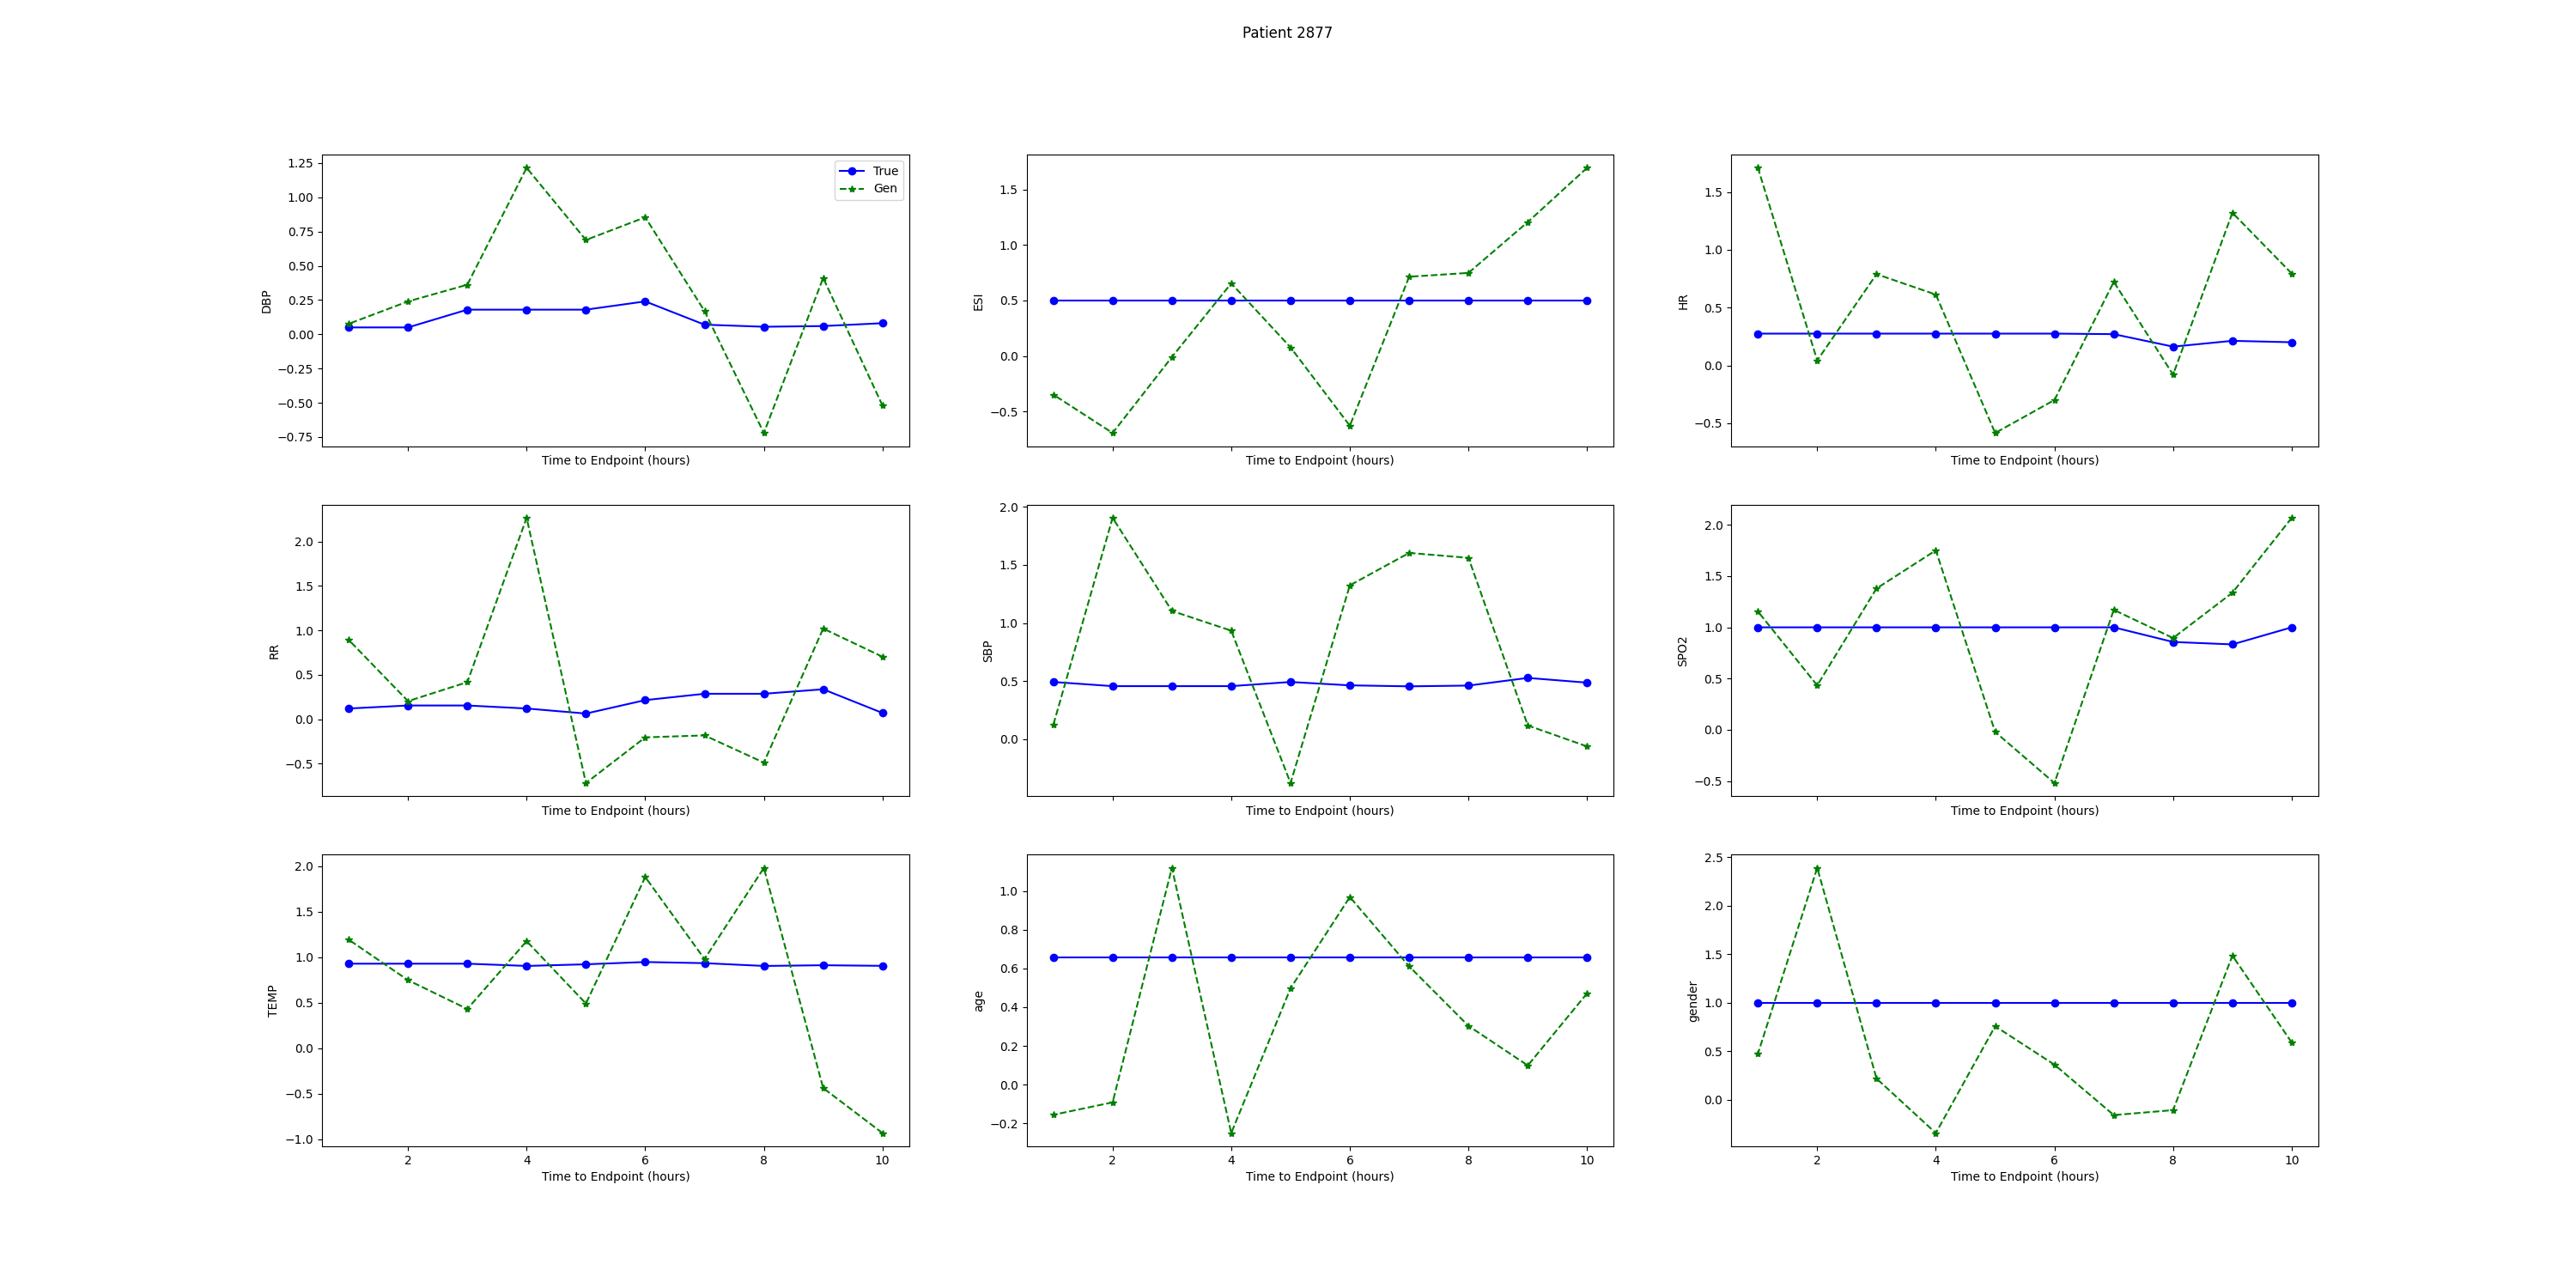 Patient 2877
1.25
1.00
0.75
0.50
0.25
0.00
−0.25
−0.50
−0.75
DBP
True
Gen
Time to Endpoint (hours)
1.5
1.0
0.5
0.0
−0.5
ESI
Time to Endpoint (hours)
1.5
1.0
0.5
0.0
−0.5
HR
Time to Endpoint (hours)
2.0
1.5
1.0
0.5
0.0
−0.5
RR
Time to Endpoint (hours)
2.0
1.5
1.0
0.5
0.0
SBP
Time to Endpoint (hours)
2.0
1.5
1.0
0.5
0.0
−0.5
SPO2
Time to Endpoint (hours)
2.0
1.5
1.0
0.5
0.0
−0.5
−1.0
TEMP
2 4 6 8 10
Time to Endpoint (hours)
1.0
0.8
0.6
0.4
0.2
0.0
−0.2
age
2 4 6 8 10
Time to Endpoint (hours)
2.5
2.0
1.5
1.0
0.5
0.0
gender
2 4 6 8 10
Time to Endpoint (hours)